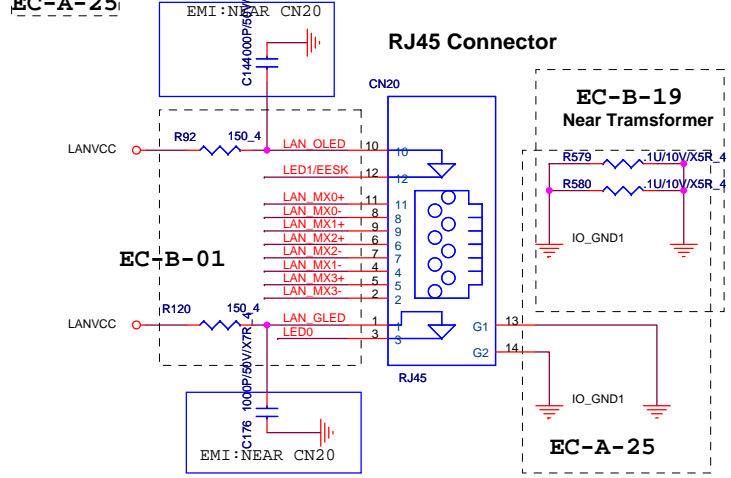 EC-A-25
EMI:NEAR CN20
C144
1000P/50V/
RJ45 Connector
CN20
EC-B-19
Near Tramsformer
R92
150_4
LANVCC
LAN_OLED
10
10
LED1/EESK
12
12
LAN_MX0+
11
11
LAN_MX0-
8
8
LAN_MX1+
9
9
LAN_MX2+
6
6
LAN_MX2-
7
7
LAN_MX1-
4
4
LAN_MX3+
5
5
LAN_MX3-
2
2
R579
.1U/10V/X5R_4
R580
.1U/10V/X5R_4
IO_GND1
EC-B-01
R120
150_4
LANVCC
LAN_GLED
1
1
LED0
3
3
G1
13
G2
14
RJ45
C176
1000P/50V/X7R_4
EMI:NEAR CN20
IO_GND1
EC-A-25